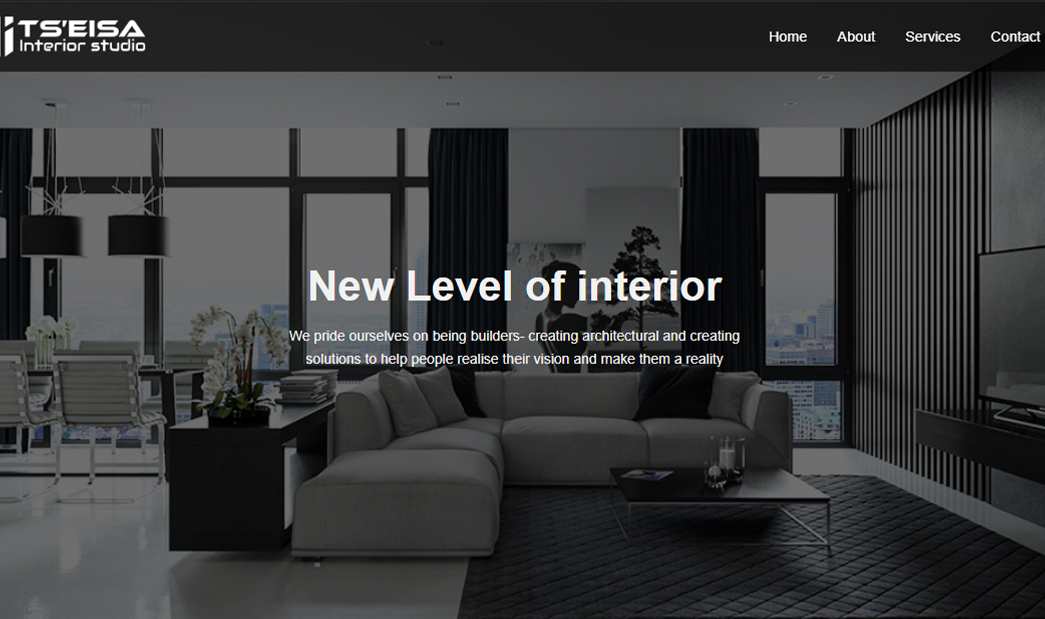 TS'EISA
Interior studio
Home About Services Contact
New Level of interior
We pride ourselves on being builders- creating architectural and creating
solutions to help people realise their vision and make them a reality